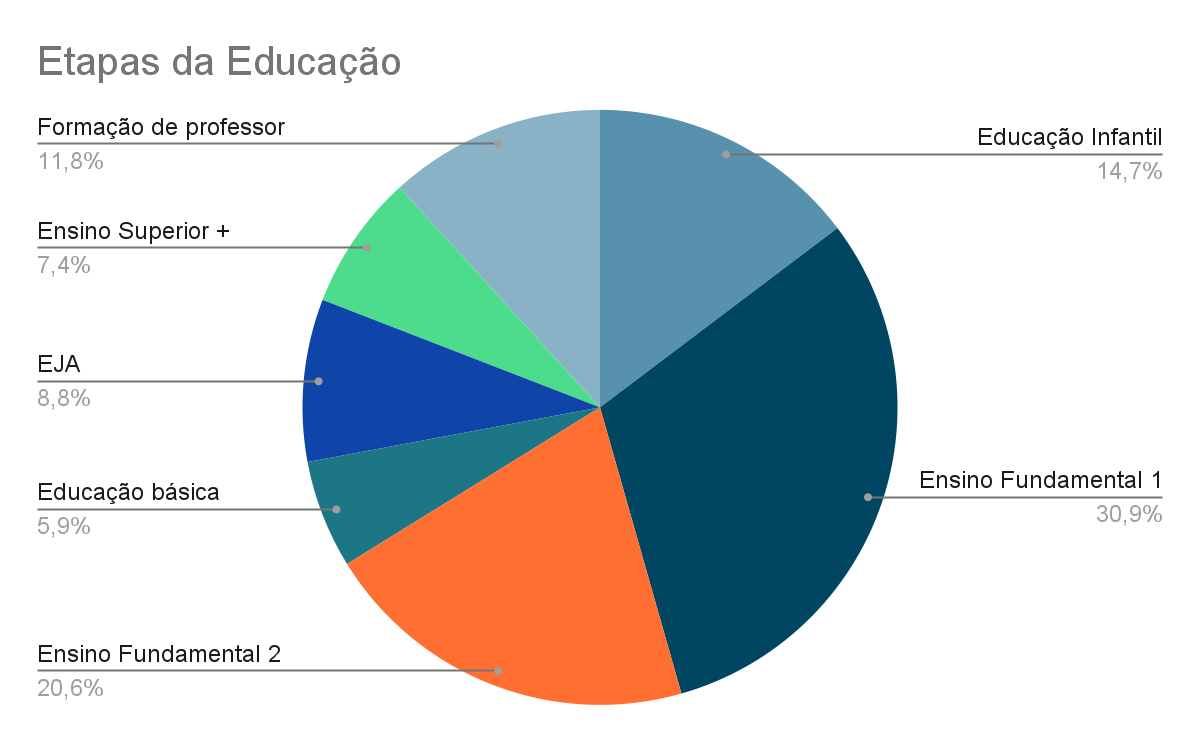 Etapas da Educação
Formação de professor
11,8%
Ensino Superior +
7,4%
EJA
8,8%
Educação básica
5,9%
Ensino Fundamental 2
20,6%
Educação Infantil
14,7%
Ensino Fundamental 1
30,9%